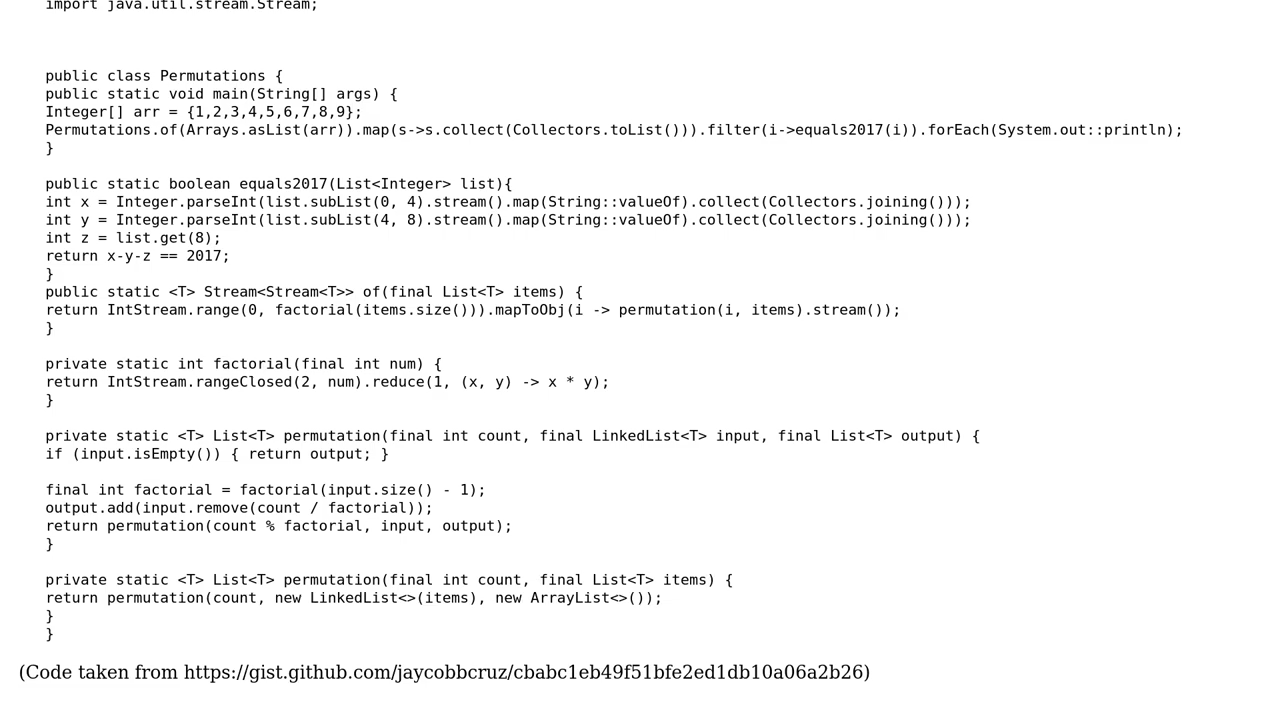 import java.util.stream.Stream;
public class Permutations {
public static void main(String[] args) {
Integer[] arr = {1,2,3,4,5,6,7,8,9};
Permutations.of(Arrays.asList(arr)).map(s->s.collect(Collectors.toList())).filter(i->equals2017(i)).forEach(System.out::println);
}
public static boolean equals2017(List<Integer> list){
int x = Integer.parseInt(list.subList(0, 4).stream().map(String::valueOf).collect(Collectors.joining()));
int y = Integer.parseInt(list.subList(4, 8).stream().map(String::valueOf).collect(Collectors.joining()));
int z = list.get(8);
return x-y-z == 2017;
}
public static <T> Stream<Stream<T>> of(final List<T> items) {
return IntStream.range(0, factorial(items.size())).mapToObj(i -> permutation(i, items).stream());
}
private static int factorial(final int num) {
return IntStream.rangeClosed(2, num).reduce(1, (x, y) -> x * y);
}
private static <T> List<T> permutation(final int count, final LinkedList<T> input, final List<T> output) {
if (input.isEmpty()) { return output; }
final int factorial = factorial(input.size() - 1);
output.add(input.remove(count / factorial));
return permutation(count % factorial, input, output);
}
private static <T> List<T> permutation(final int count, final List<T> items) {
return permutation(count, new LinkedList<>(items), new ArrayList<>());
}
}
(Code taken from https://gist.github.com/jaycobbcruz/cbabc1eb49f51bfe2ed1db10a06a2b26)